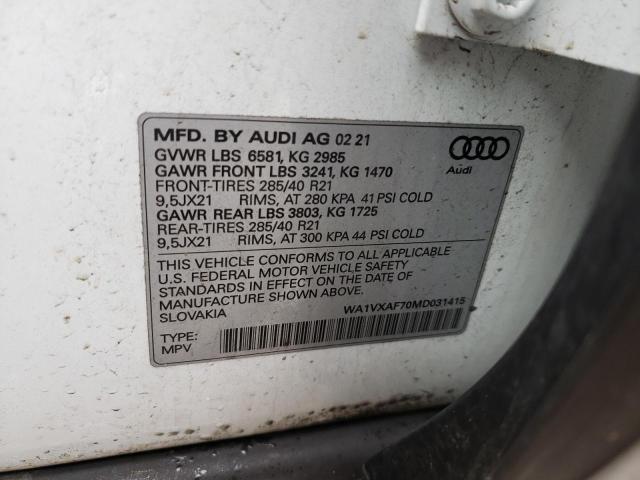 MFD. BY AUDI AG 02 21
GVWR LBS 6581, KG 2985
GAWR FRONT LBS 3241, KG 1470
FRONT-TIRES 285/40 R21
9,5JX21 RIMS, AT 280 KPA 41 PSI COLD
GAWR REAR LBS 3803, KG 1725
REAR-TIRES 285/40 R21
9,5JX21 RIMS, AT 300 KPA 44 PSI COLD
Audi
THIS VEHICLE CONFORMS TO ALL APPLICABLE
U.S. FEDERAL MOTOR VEHICLE SAFETY
STANDARDS IN EFFECT ON THE DATE OF
MANUFACTURE SHOWN ABOVE.
SLOVAKIA
WA1VXAF70MD031415
TYPE:
MPV